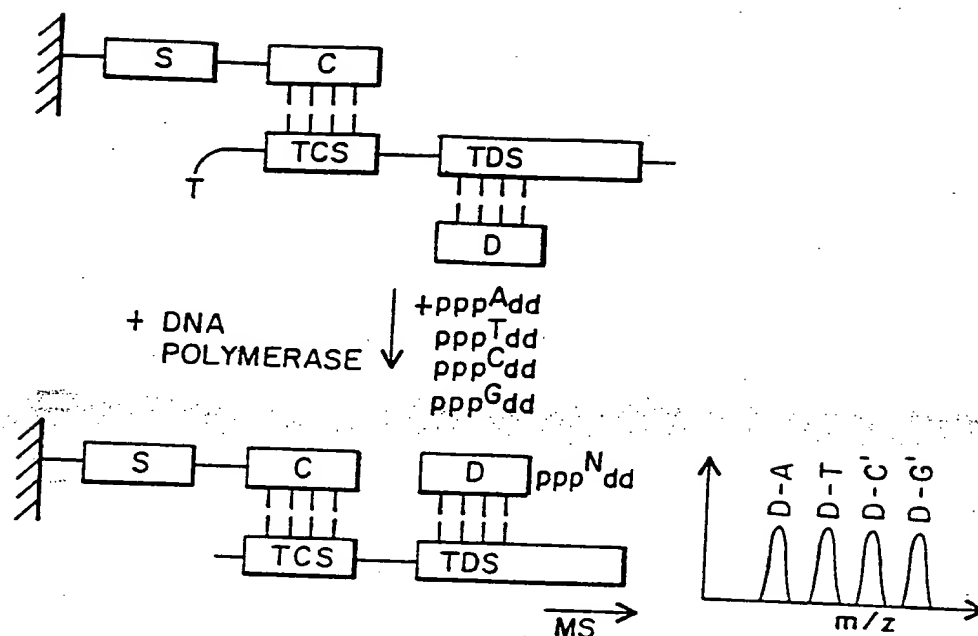 S
C
TCS
TDS
T
D
+pppAdd
+ DNA
pppTdd
POLYMERASE
pppCdd
pppGdd
S
C
D
pppNdd
TCS
TDS
MS
D-A
D-T
D-C'
D-G'
m/z